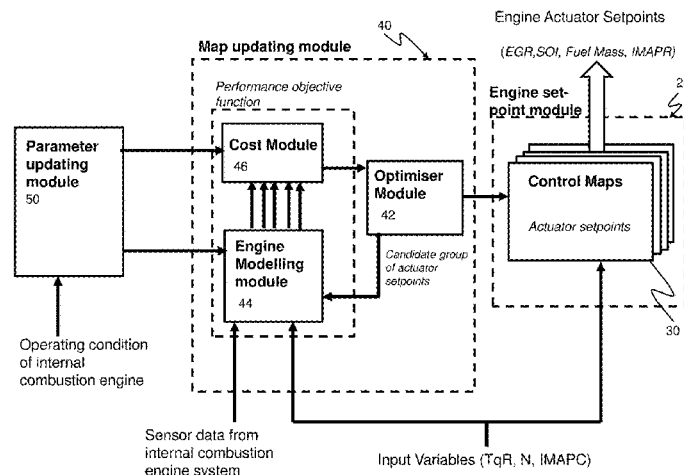 Engine Actuator Setpoints
(EGR,SOI, Fuel Mass, IMAPR)
40
Map updating module
Performance objective
function
Engine set-
point module
2
Parameter
updating
module
50
Cost Module
46
Optimiser
Module
42
Control Maps
Actuator setpoints
Engine
Modelling
module
44
Candidate group
of actuator
setpoints
30
Operating condition
of internal
combustion engine
Sensor data from
internal combustion
engine system
Input Variables (TqR, N, IMAPC)